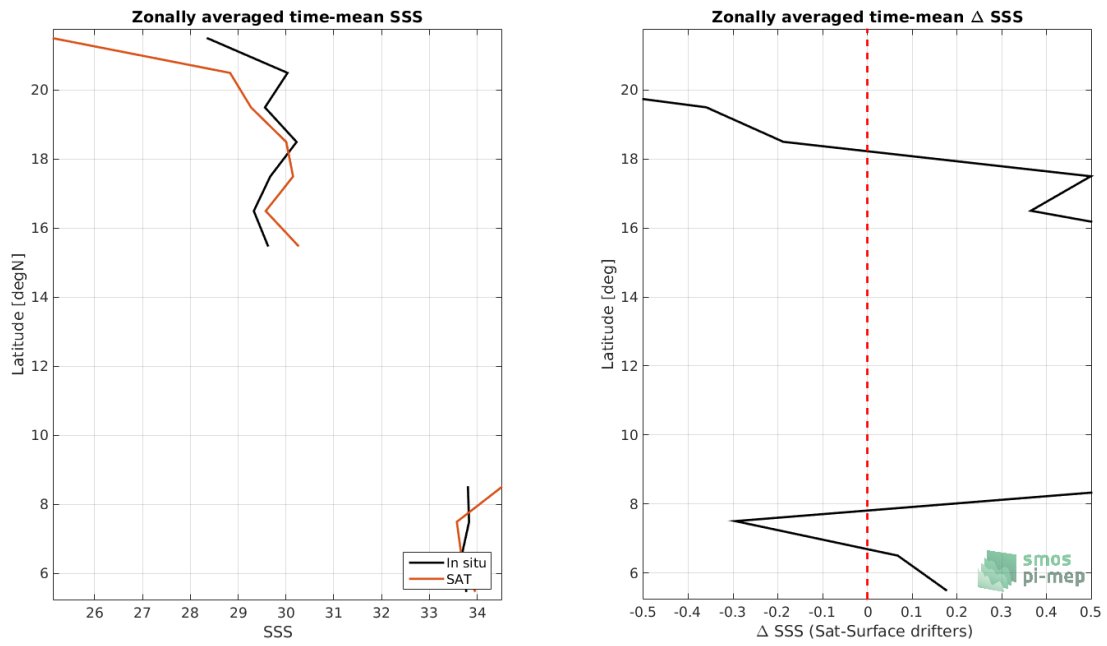 Zonally averaged time-mean SSS
20
18
16
14
12
10
8
6
Latitude [degN]
26 27 28 29 30 31 32 33 34
SSS
In situ
SAT
Zonally averaged time-mean Δ SSS
20
18
16
14
12
10
8
6
Latitude [deg]
-0.5 -0.4 -0.3 -0.2 -0.1 0 0.1 0.2 0.3 0.4 0.5
Δ SSS (Sat-Surface drifters)
smos
pi-mep